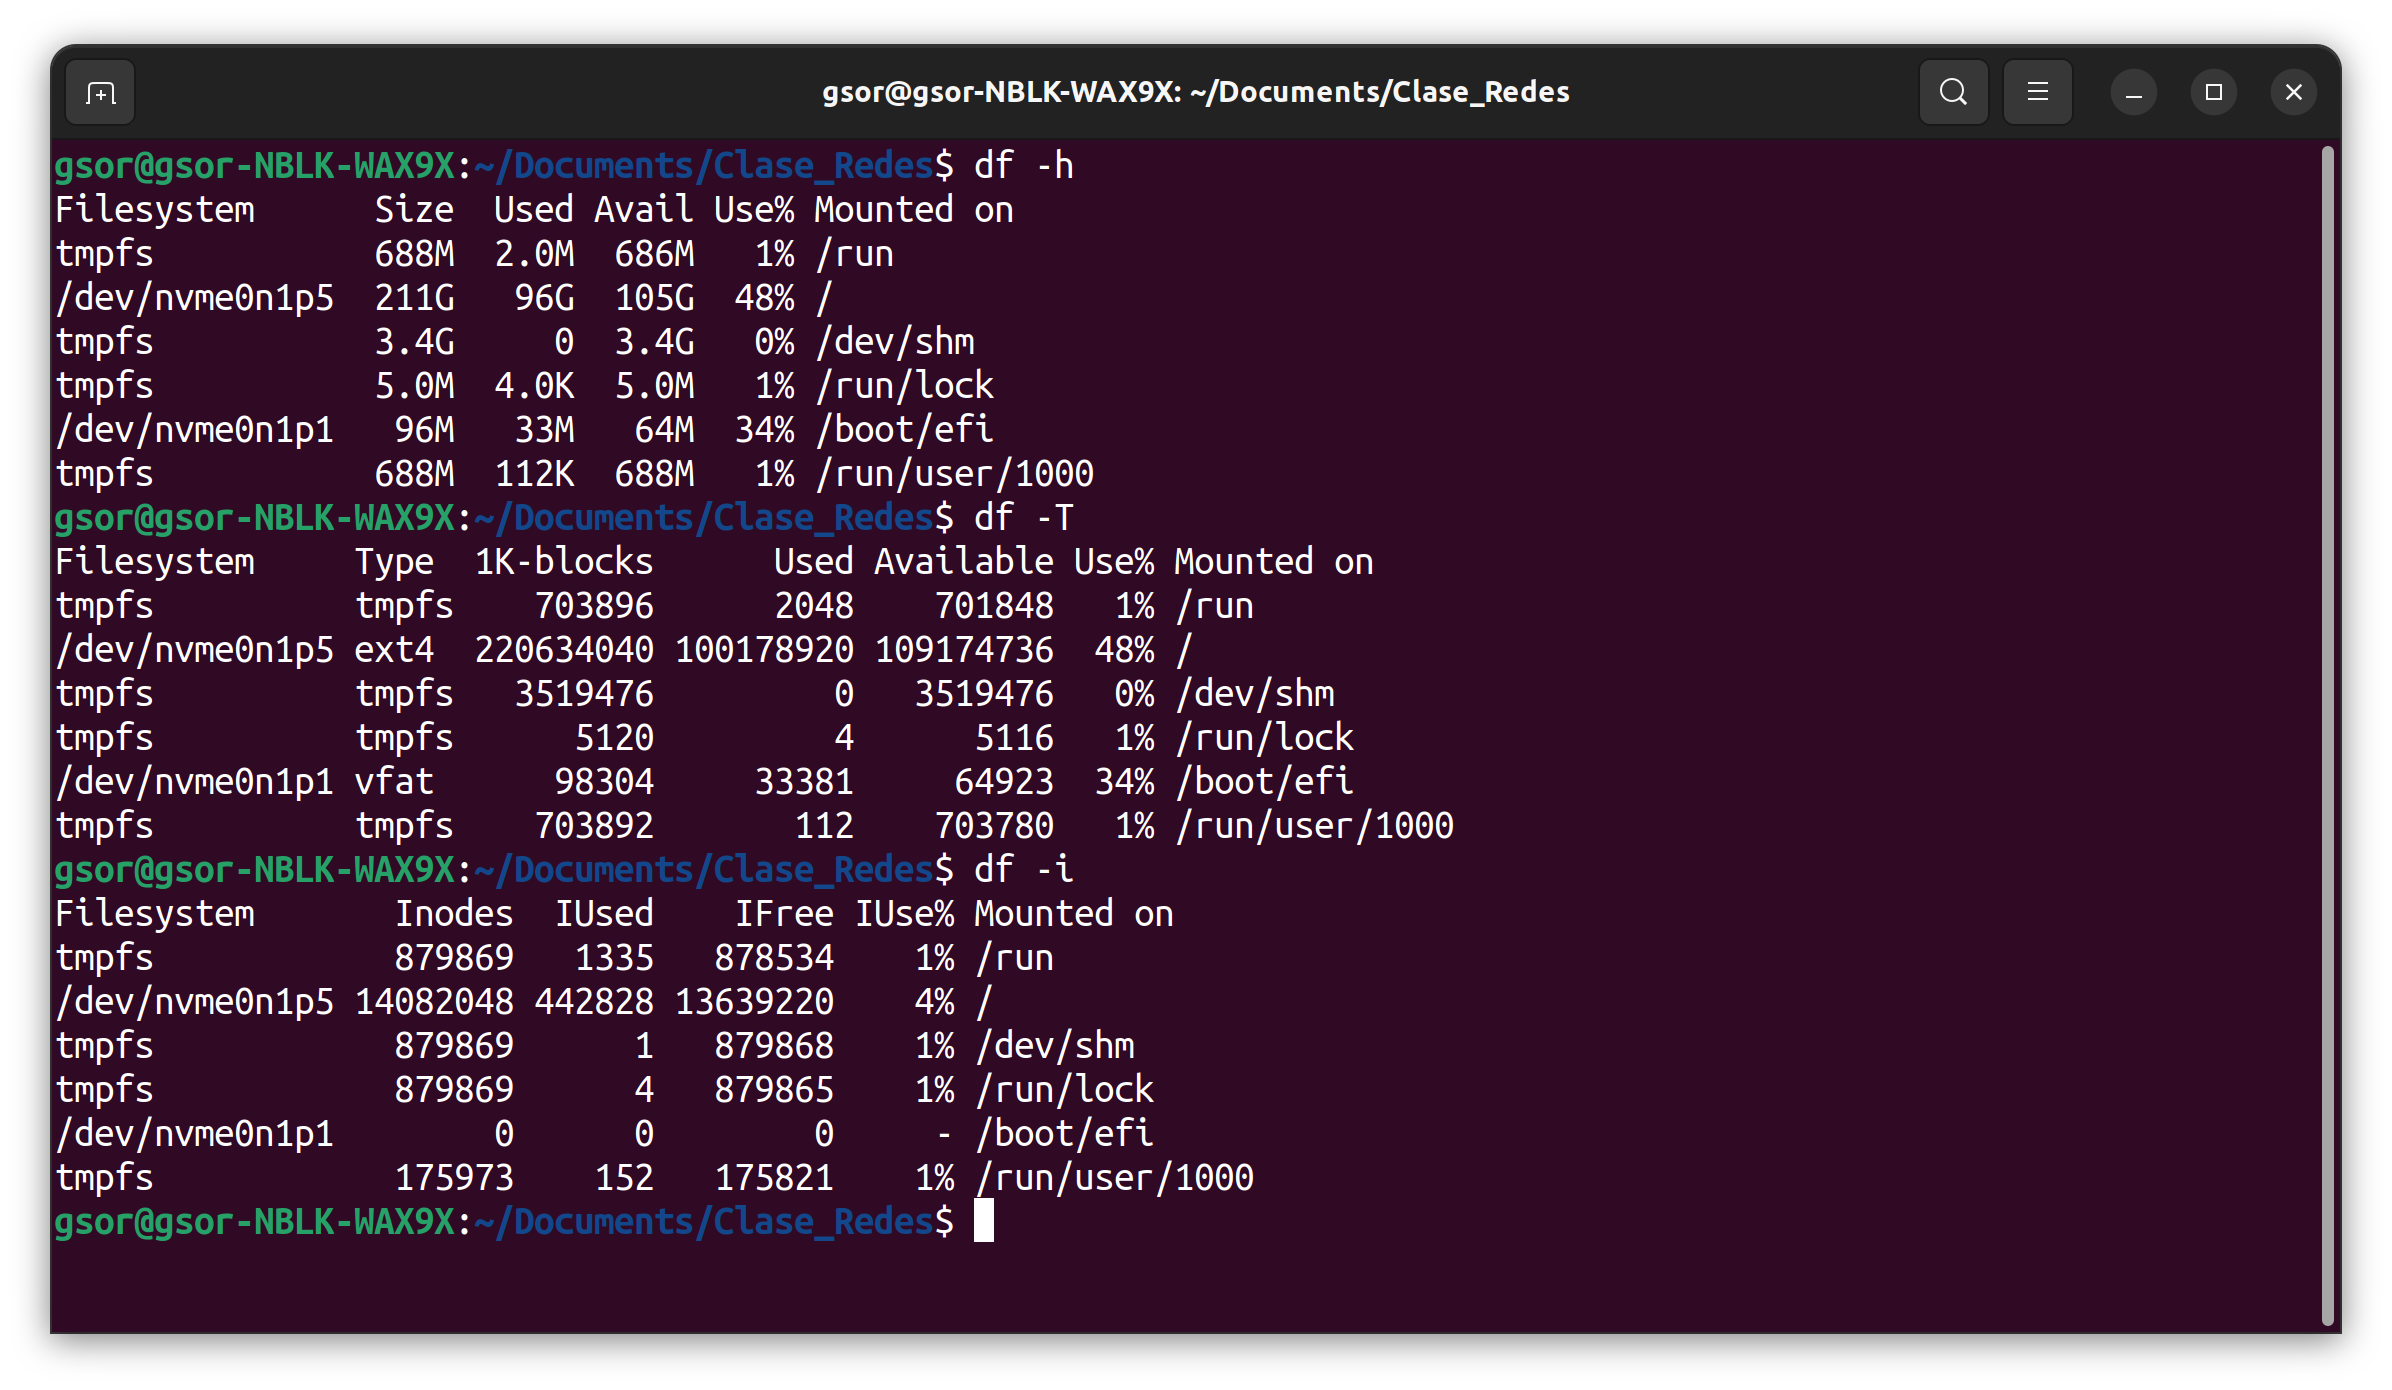 gsor@gsor-NBLK-WAX9X: ~/Documents/Clase_Redes
gsor@gsor-NBLK-WAX9X:~/Documents/Clase_Redes$ df -h
Filesystem      Size  Used Avail Use% Mounted on
tmpfs           688M  2.0M  686M   1% /run
/dev/nvme0n1p5  211G   96G  105G  48% /
tmpfs           3.4G     0  3.4G   0% /dev/shm
tmpfs           5.0M  4.0K  5.0M   1% /run/lock
/dev/nvme0n1p1   96M   33M   64M  34% /boot/efi
tmpfs           688M  112K  688M   1% /run/user/1000
gsor@gsor-NBLK-WAX9X:~/Documents/Clase_Redes$ df -T
Filesystem     Type  1K-blocks      Used Available Use% Mounted on
tmpfs          tmpfs    703896      2048    701848   1% /run
/dev/nvme0n1p5 ext4  220634040 100178920 109174736  48% /
tmpfs          tmpfs   3519476         0   3519476   0% /dev/shm
tmpfs          tmpfs      5120         4      5116   1% /run/lock
/dev/nvme0n1p1 vfat      98304     33381     64923  34% /boot/efi
tmpfs          tmpfs    703892       112    703780   1% /run/user/1000
gsor@gsor-NBLK-WAX9X:~/Documents/Clase_Redes$ df -i
Filesystem       Inodes  IUsed    IFree IUse% Mounted on
tmpfs            879869   1335   878534    1% /run
/dev/nvme0n1p5 14082048 442828 13639220    4% /
tmpfs            879869      1   879868    1% /dev/shm
tmpfs            879869      4   879865    1% /run/lock
/dev/nvme0n1p1        0      0        0     - /boot/efi
tmpfs            175973    152   175821    1% /run/user/1000
gsor@gsor-NBLK-WAX9X:~/Documents/Clase_Redes$